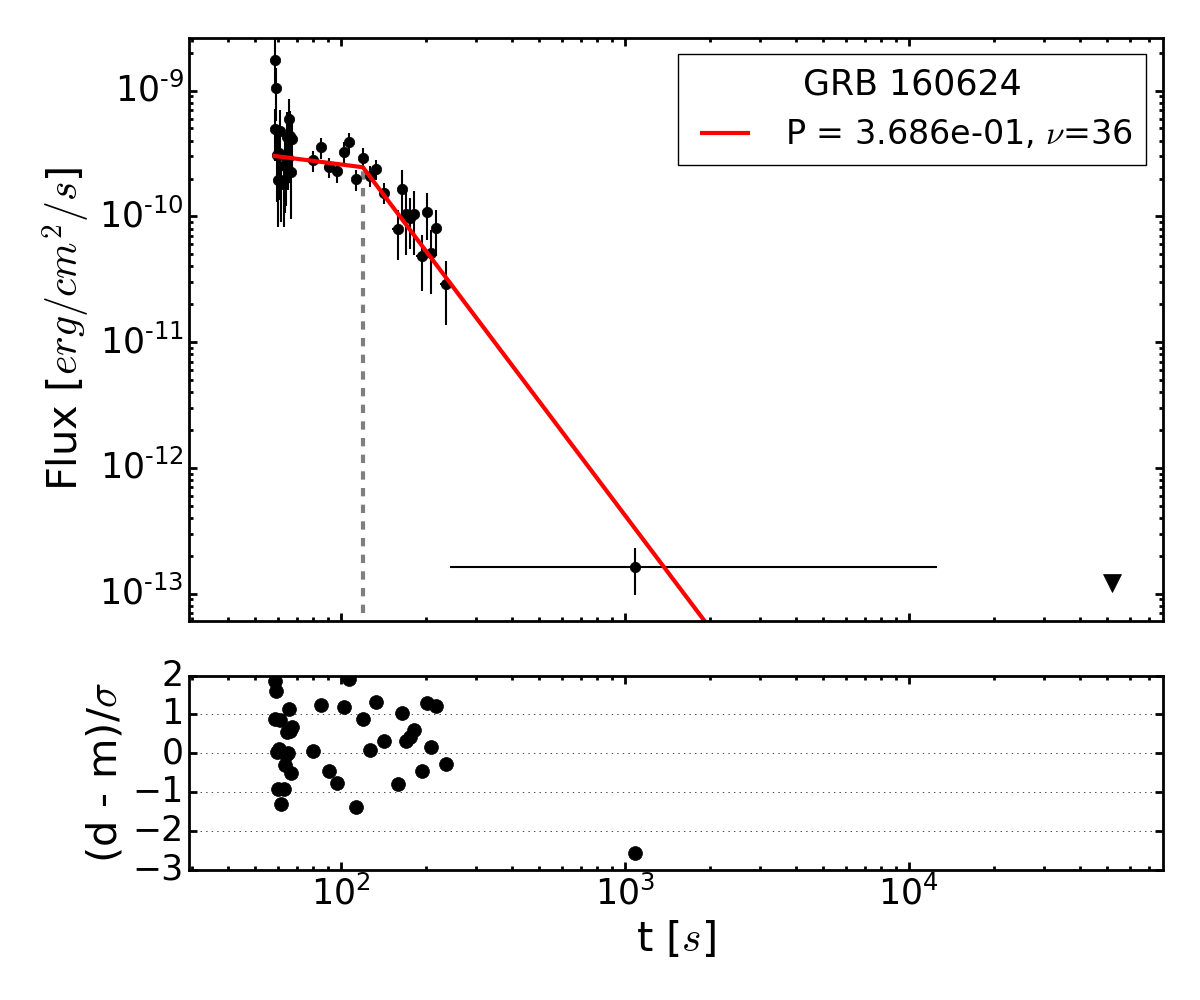 GRB 160624
P = 3.686e-01, ν=36
Flux [erg/cm²/s]
10⁻⁹
10⁻¹⁰
10⁻¹¹
10⁻¹²
10⁻¹³
(d - m)/σ
2
1
0
−1
−2
−3
10² 10³ 10⁴
t [s]